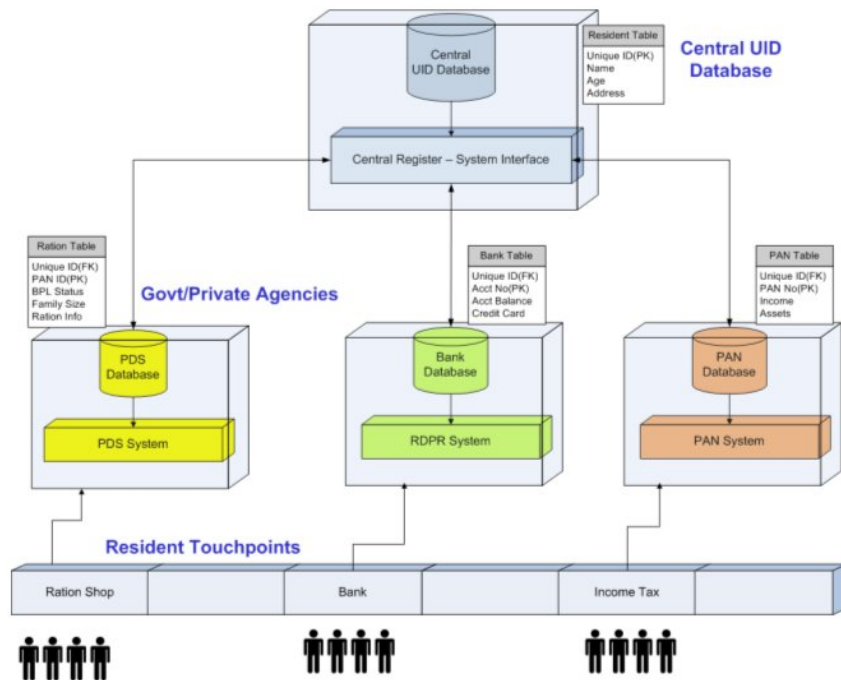 Central
UID Database
Resident Table
Unique ID(PK)
Name
Age
Address
Central UID
Database
Central Register – System Interface
Ration Table
Unique ID(FK)
PAN ID(PK)
BPL Status
Family Size
Ration Info
Govt/Private Agencies
Bank Table
Unique ID(FK)
Acct No(PK)
Acct Balance
Credit Card
PAN Table
Unique ID(FK)
PAN No(PK)
Income
Assets
PDS
Database
Bank
Database
PAN
Database
PDS System
RDPR System
PAN System
Resident Touchpoints
Ration Shop
Bank
Income Tax